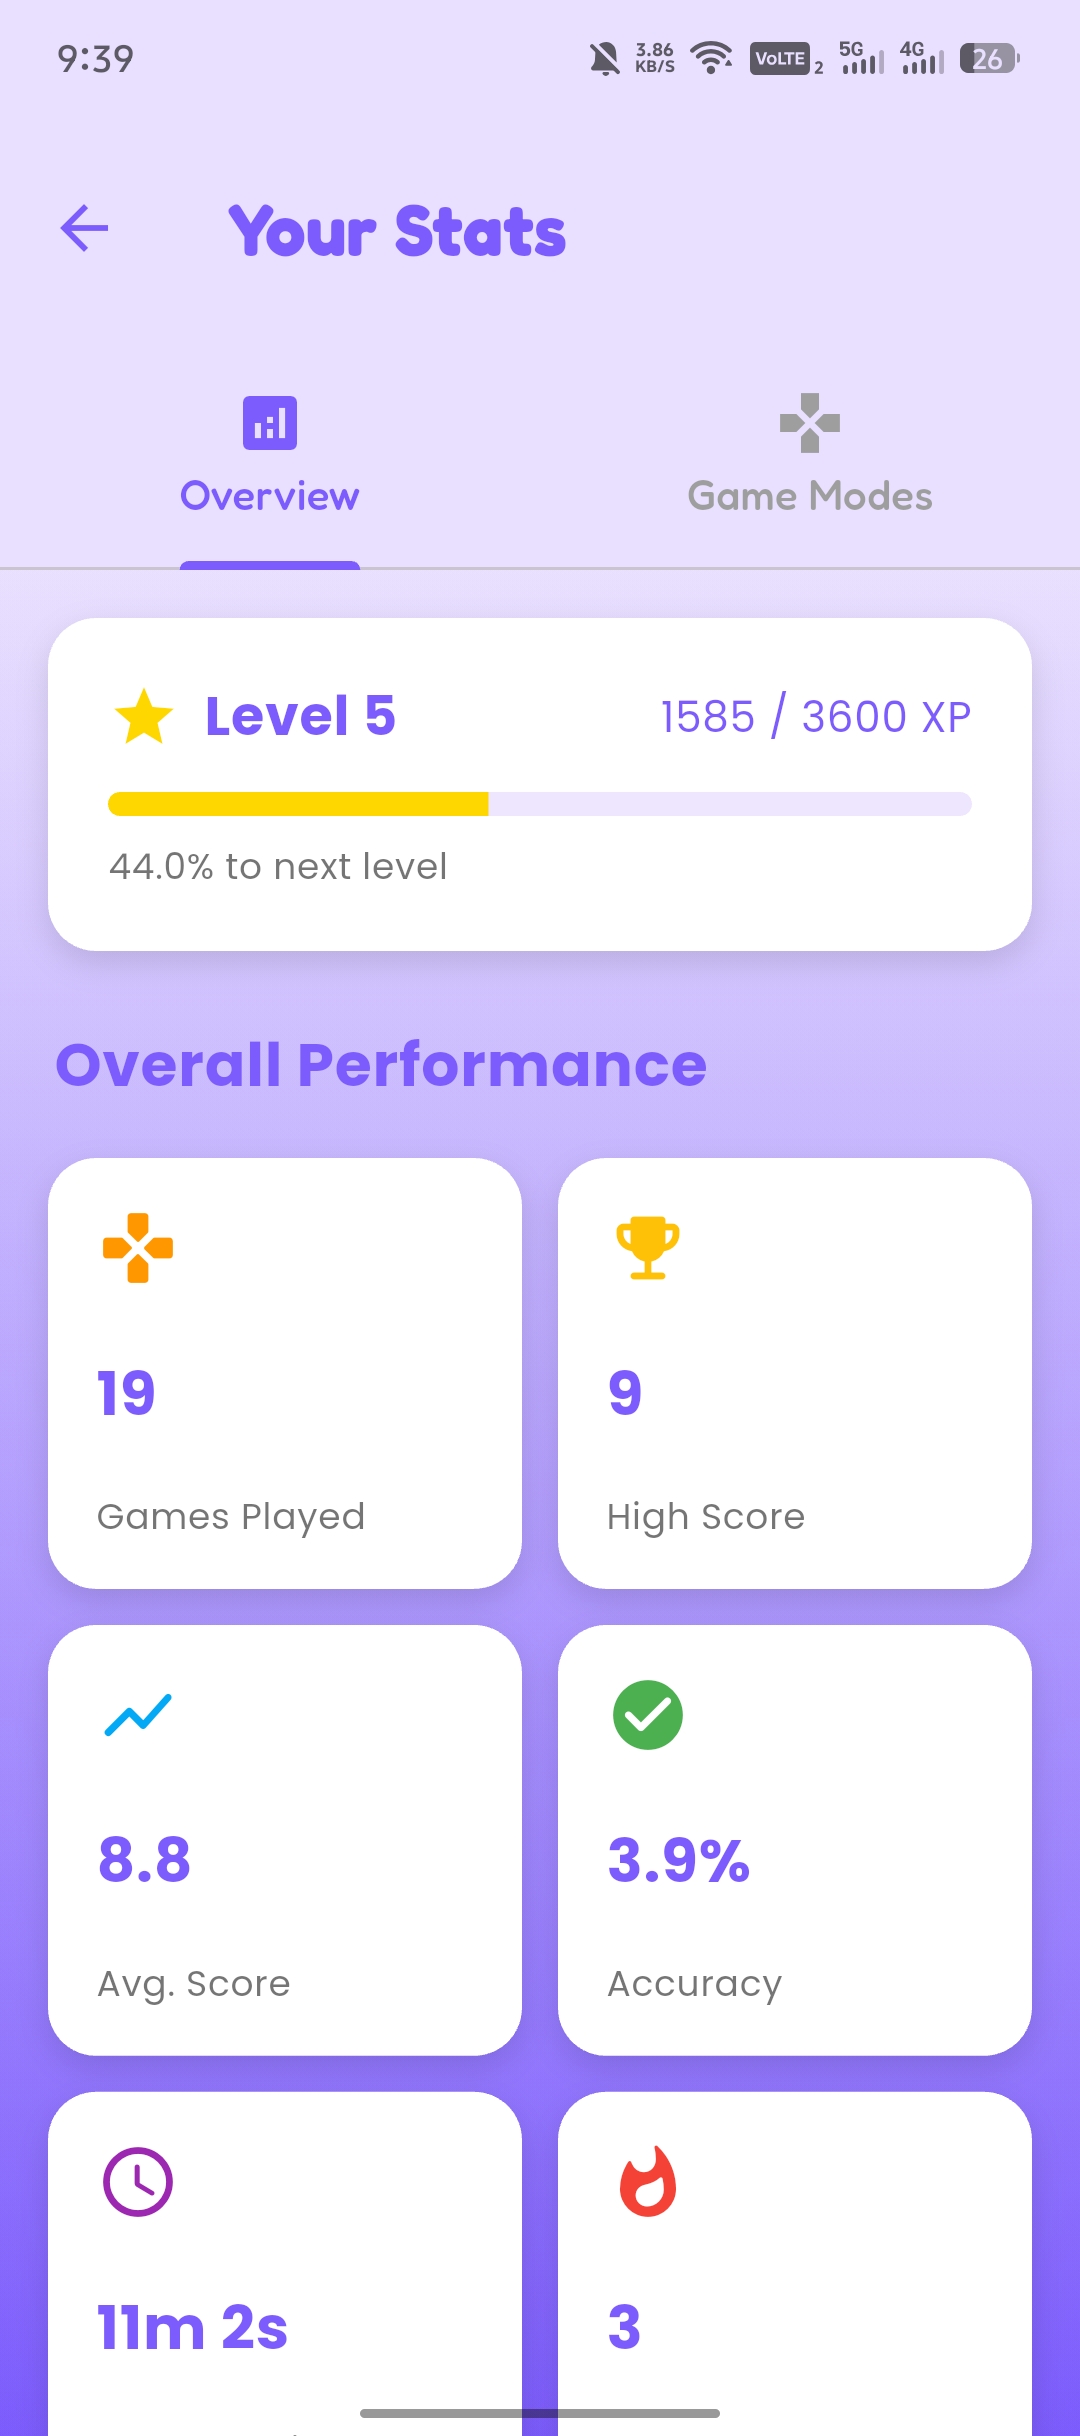 9:39
3.86
KB/S
VoLTE 2
5G
4G
26
Your Stats
Overview
Game Modes
Level 5
1585 / 3600 XP
44.0% to next level
Overall Performance
19
9
Games Played
High Score
8.8
3.9%
Avg. Score
Accuracy
11m 2s
3